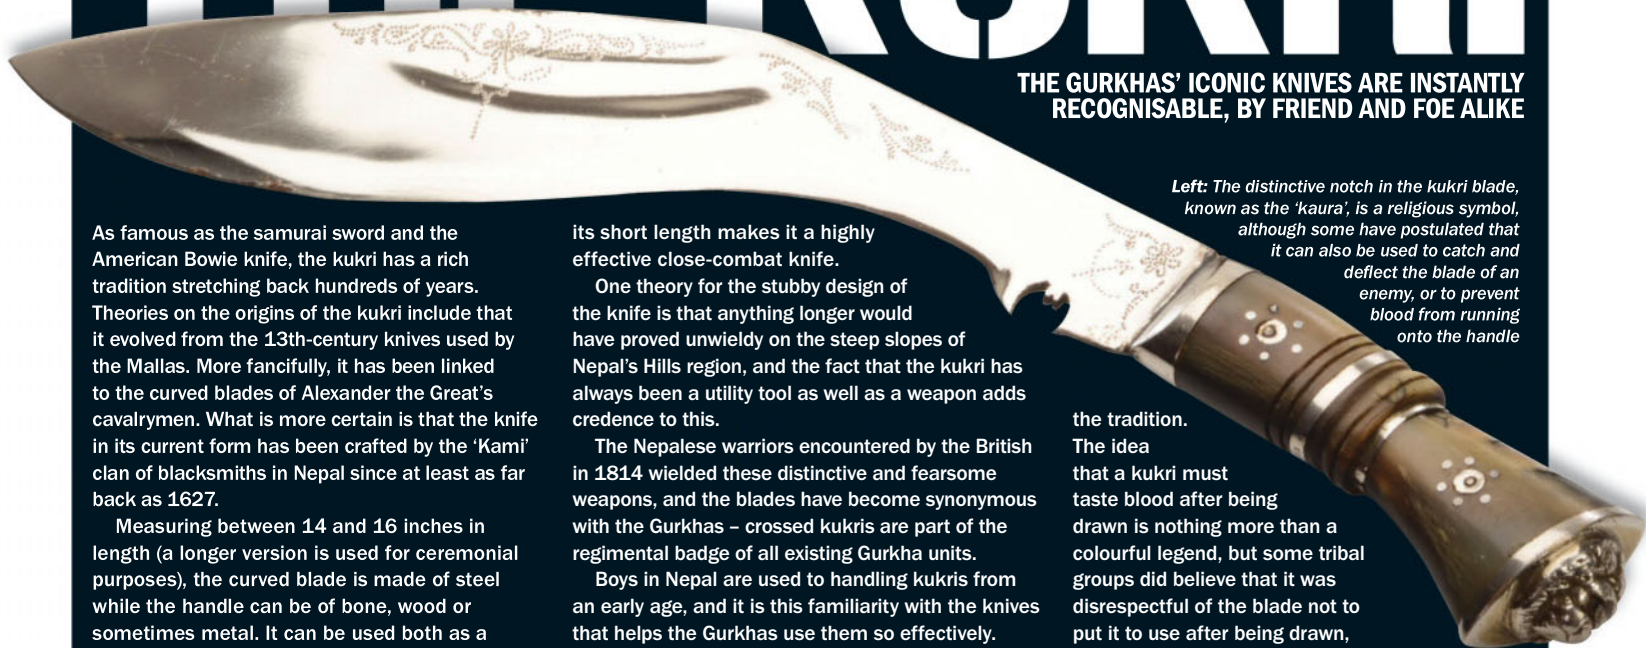 THE GURKHAS’ ICONIC KNIVES ARE INSTANTLY
RECOGNISABLE, BY FRIEND AND FOE ALIKE
Left: The distinctive notch in the kukri blade,
known as the ‘kaura’, is a religious symbol,
although some have postulated that
it can also be used to catch and
deflect the blade of an
enemy, or to prevent
blood from running
onto the handle
As famous as the samurai sword and the
American Bowie knife, the kukri has a rich
tradition stretching back hundreds of years.
Theories on the origins of the kukri include that
it evolved from the 13th-century knives used by
the Mallas. More fancifully, it has been linked
to the curved blades of Alexander the Great’s
cavalrymen. What is more certain is that the knife
in its current form has been crafted by the ‘Kami’
clan of blacksmiths in Nepal since at least as far
back as 1627.
Measuring between 14 and 16 inches in
length (a longer version is used for ceremonial
purposes), the curved blade is made of steel
while the handle can be of bone, wood or
sometimes metal. It can be used both as a
its short length makes it a highly
effective close-combat knife.
One theory for the stubby design of
the knife is that anything longer would
have proved unwieldy on the steep slopes of
Nepal’s Hills region, and the fact that the kukri has
always been a utility tool as well as a weapon adds
credence to this.
The Nepalese warriors encountered by the British
in 1814 wielded these distinctive and fearsome
weapons, and the blades have become synonymous
with the Gurkhas – crossed kukris are part of the
regimental badge of all existing Gurkha units.
Boys in Nepal are used to handling kukris from
an early age, and it is this familiarity with the knives
that helps the Gurkhas use them so effectively.
the tradition.
The idea
that a kukri must
taste blood after being
drawn is nothing more than a
colourful legend, but some tribal
groups did believe that it was
disrespectful of the blade not to
put it to use after being drawn,